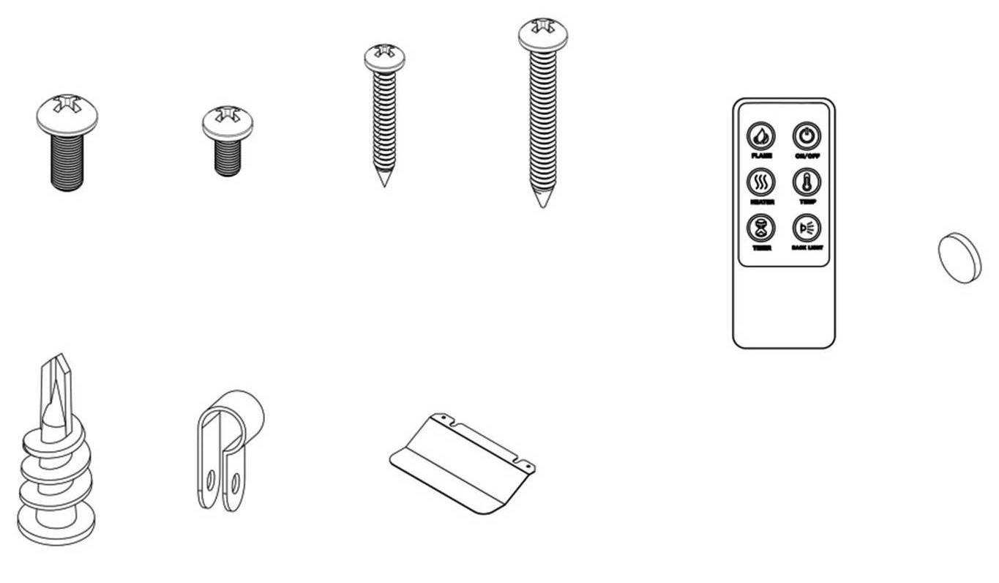 FLAME ON/OFF
HEATER TEMP
TIMER BACK LIGHT